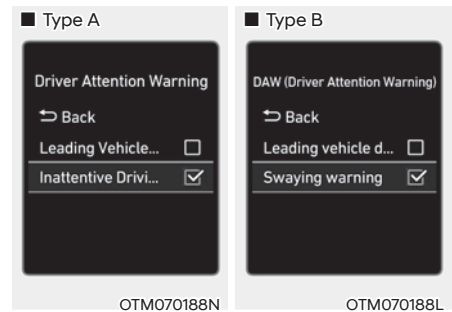 ■ Type A
Driver Attention Warning
Back
Leading Vehicle...
Inattentive Drivi...
OTM070188N
■ Type B
DAW (Driver Attention Warning)
Back
Leading vehicle d...
Swaying warning
OTM070188L